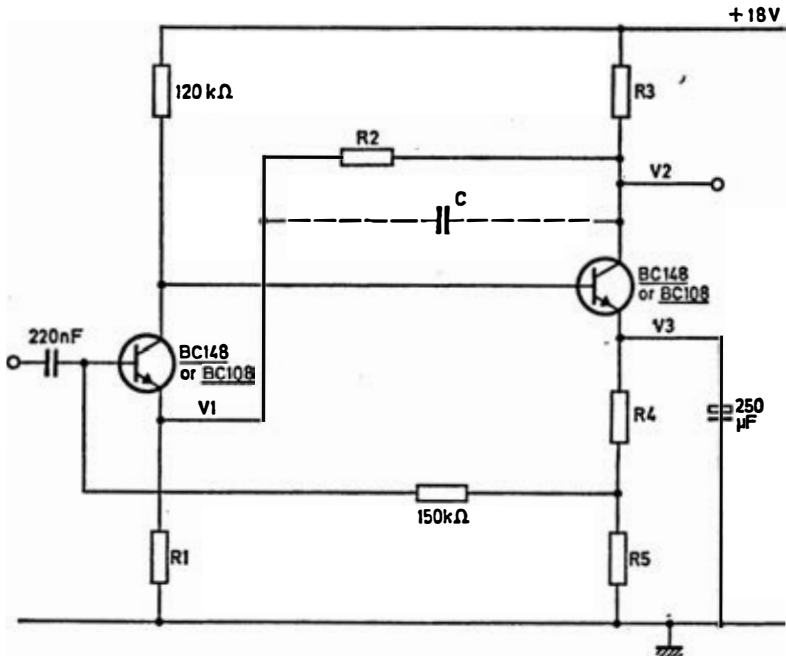 +18V
120kΩ
R3
R2
V2
C
BC148
or BC108
V3
220nF
BC148
or BC108
V1
R4
250
µF
150kΩ
R1
R5